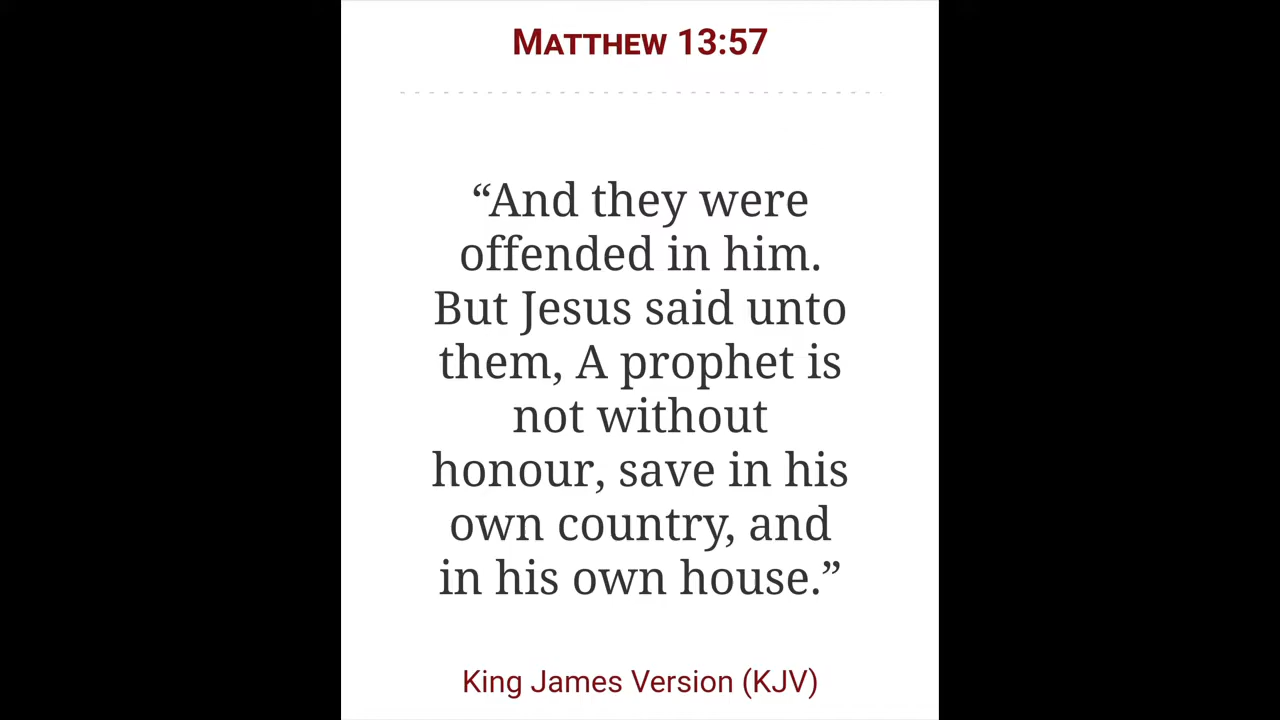 MATTHEW 13:57
“And they were
offended in him.
But Jesus said unto
them, A prophet is
not without
honour, save in his
own country, and
in his own house.”
King James Version (KJV)